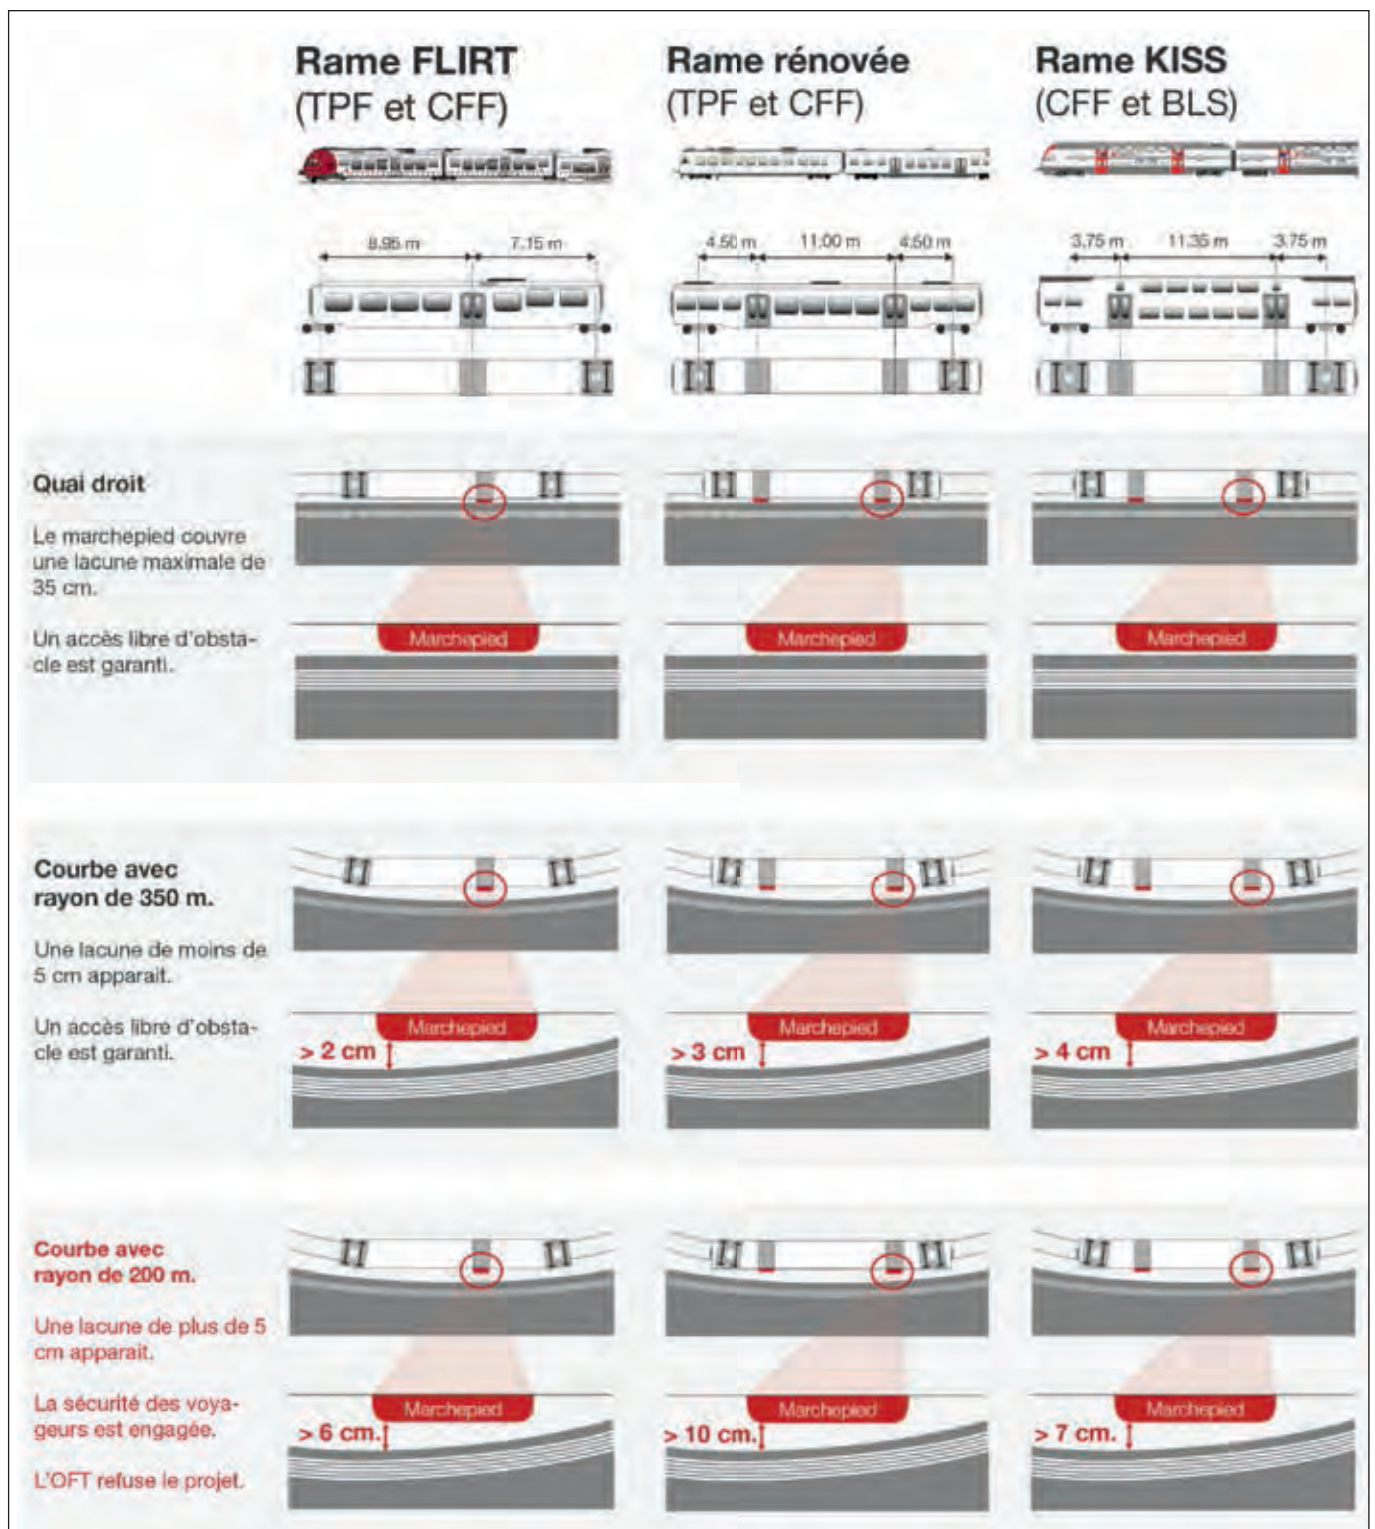 Rame FLIRT
(TPF et CFF)
Rame rénovée
(TPF et CFF)
Rame KISS
(CFF et BLS)
8.95 m
7.15 m
4.50 m
11.00 m
4.50 m
3.75 m
11.35 m
3.75 m
Quai droit
Le marchepied couvre
une lacune maximale de
35 cm.
Un accès libre d'obsta-
cle est garanti.
Marchepied
Marchepied
Marchepied
Courbe avec
rayon de 350 m.
Une lacune de moins de
5 cm apparait.
Un accès libre d'obsta-
cle est garanti.
Marchepied
> 2 cm
Marchepied
> 3 cm
Marchepied
> 4 cm
Courbe avec
rayon de 200 m.
Une lacune de plus de 5
cm apparait.
La sécurité des voya-
geurs est engagée.
L'OFT refuse le projet.
Marchepied
> 6 cm.
Marchepied
> 10 cm.
Marchepied
> 7 cm.